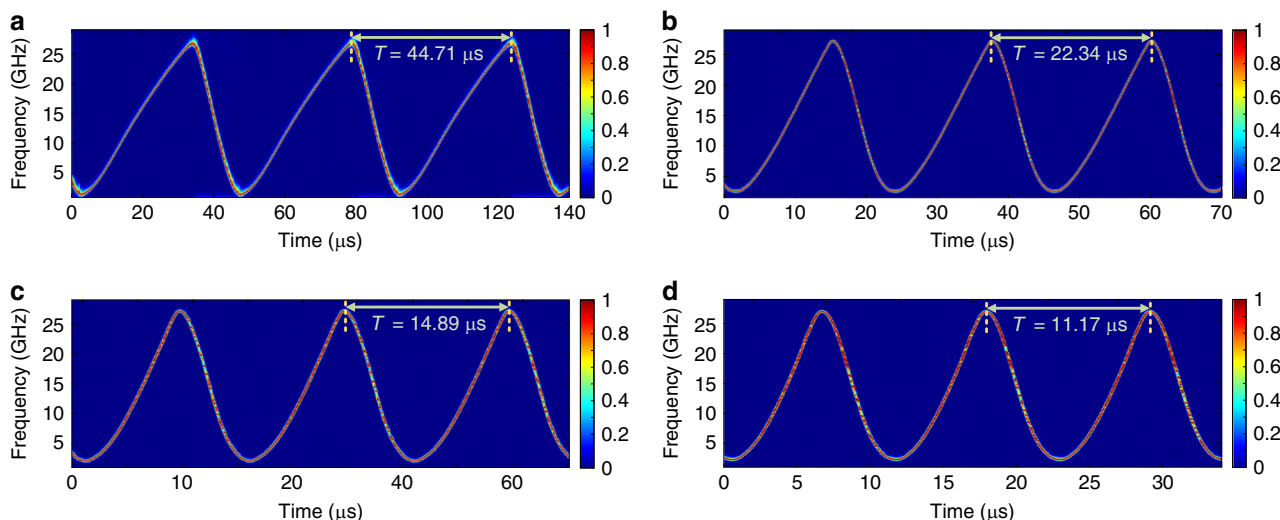 a
Frequency (GHz)
25
20
15
10
5
T = 44.71 μs
0 20 40 60 80 100 120 140
Time (μs)
1
0.8
0.6
0.4
0.2
0
b
Frequency (GHz)
25
20
15
10
5
T = 22.34 μs
0 10 20 30 40 50 60 70
Time (μs)
1
0.8
0.6
0.4
0.2
0
c
Frequency (GHz)
25
20
15
10
5
T = 14.89 μs
0 10 20 30 42 60
Time (μs)
1
0.8
0.6
0.4
0.2
0
d
Frequency (GHz)
25
20
15
10
5
T = 11.17 μs
0 5 10 15 20 25 30
Time (μs)
1
0.8
0.6
0.4
0.2
0